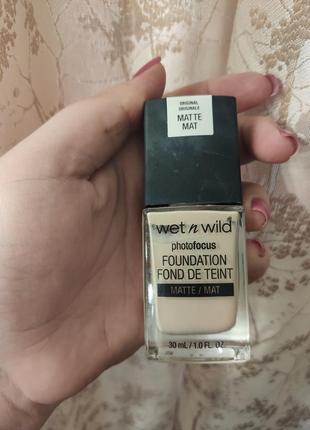 ORIGINAL
ORIGINALE
MATTE
MAT
wet n wild
photofocus
FOUNDATION
FOND DE TEINT
MATTE / MAT
30 mL / 1.0 FL. OZ.